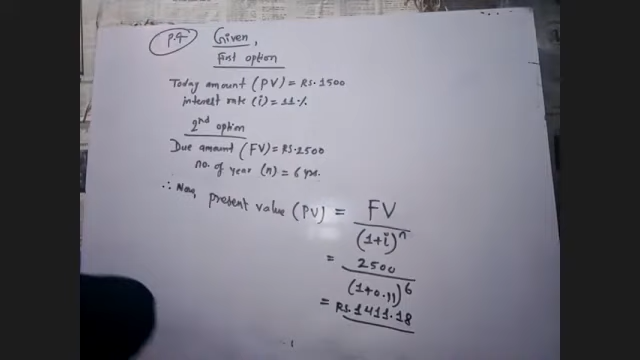 P.4 Given,
First option
Today amount (PV) = Rs. 1500
interest rate (i) = 11%
2nd option
Due amount (FV) = Rs. 2500
no. of year (n) = 6 yrs.
∴ Now, present value (PV) = FV / (1+i)^n
= 2500 / (1+0.11)^6
= Rs. 1411.18